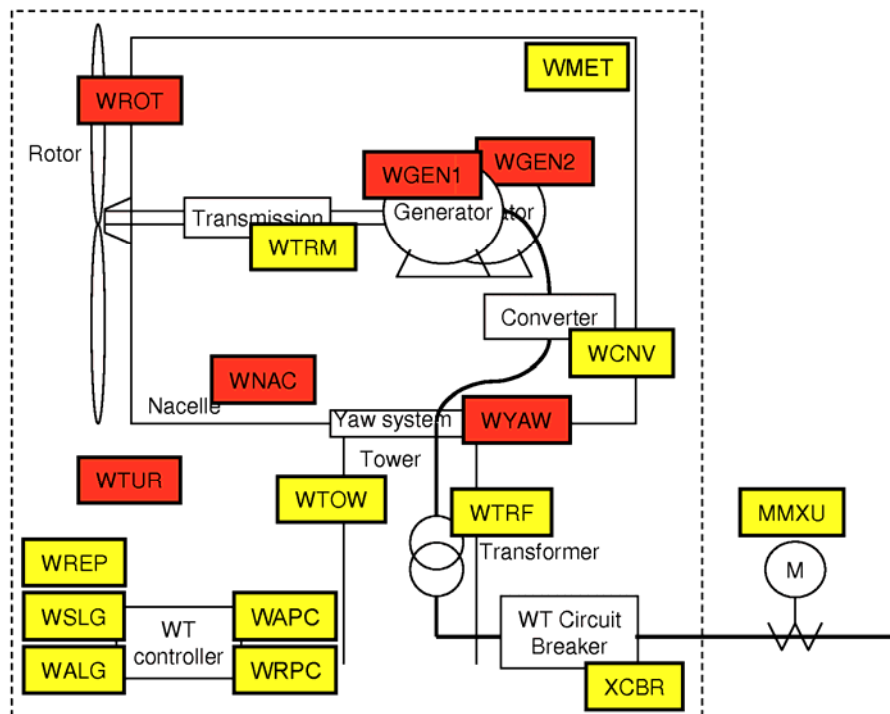 WMET
WROT
Rotor
WGEN1
WGEN2
Generator
tor
Transmission
WTRM
Converter
WCNV
WNAC
Nacelle
Yaw system
WYAW
Tower
WTUR
WTOW
WTRF
MMXU
Transformer
WREP
M
WSLG
WT
controller
WAPC
WT Circuit
Breaker
WALG
WRPC
XCBR